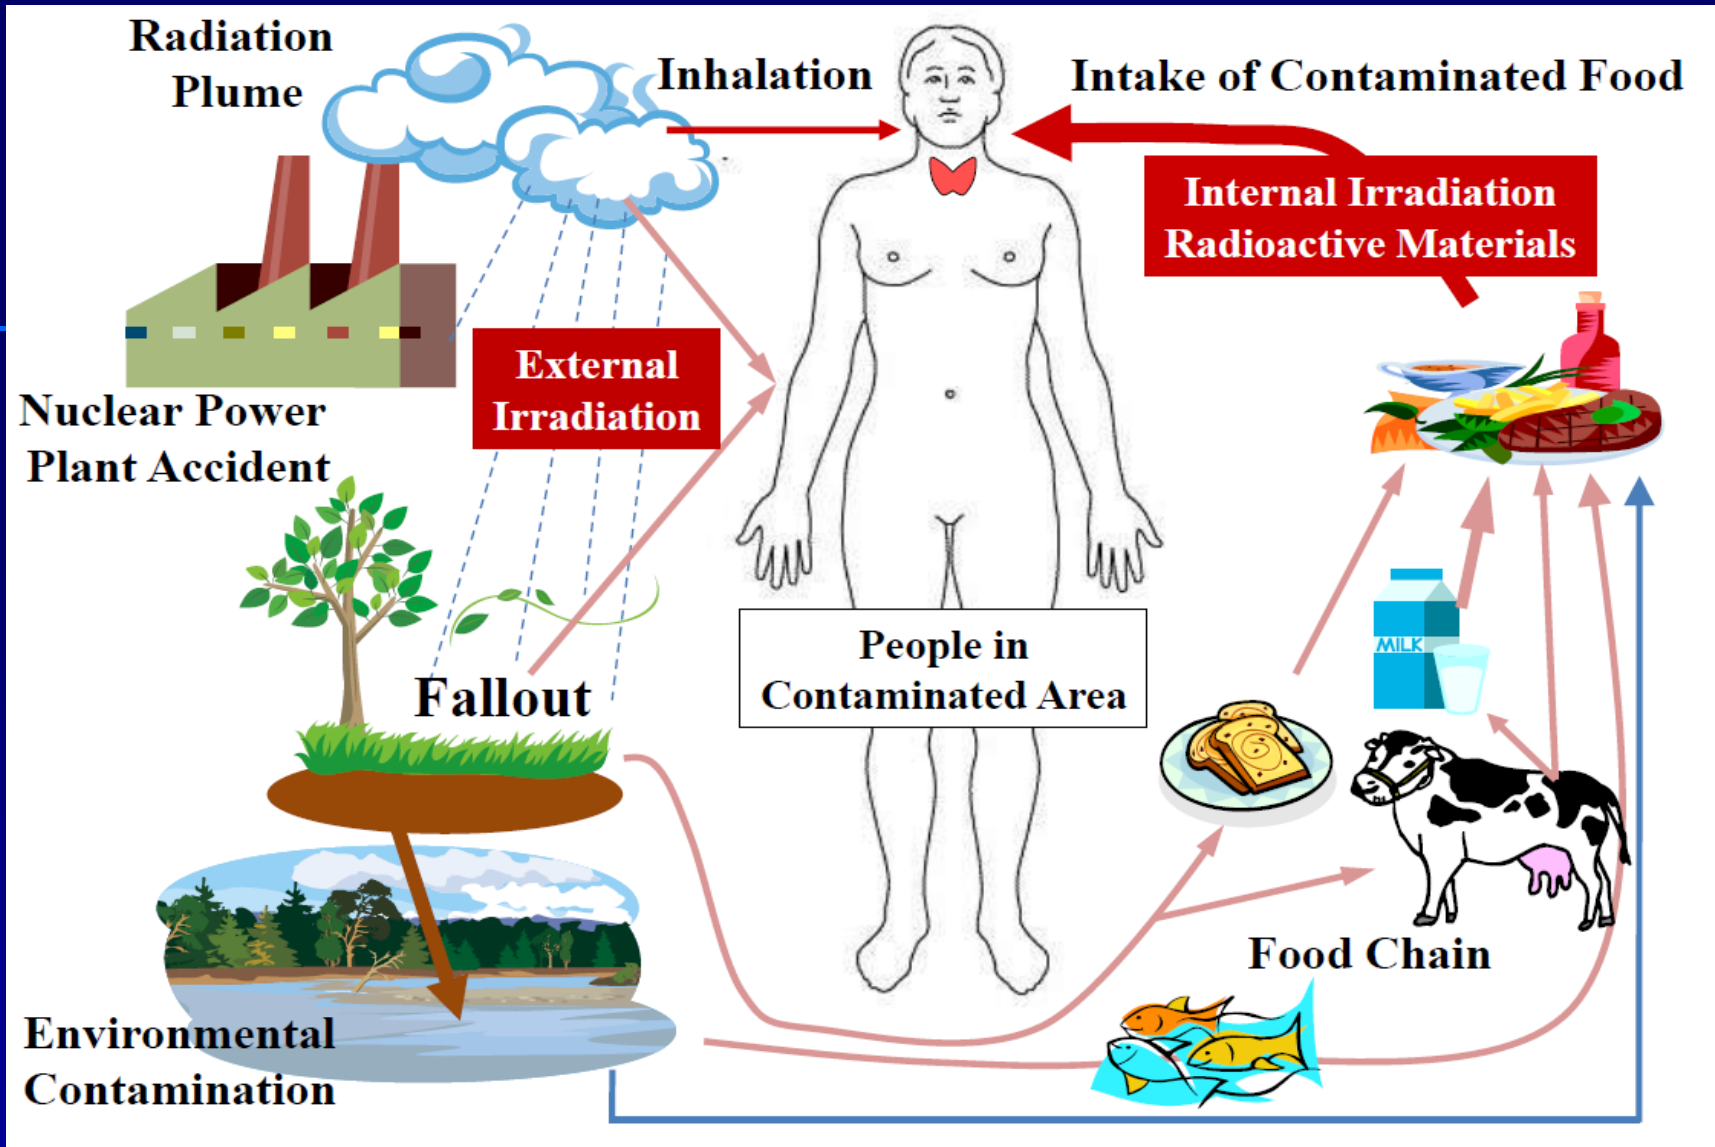 Radiation
Plume
Inhalation
Intake of Contaminated Food
Internal Irradiation
Radioactive Materials
External
Irradiation
Nuclear Power
Plant Accident
Fallout
People in
Contaminated Area
MILK
Food Chain
Environmental
Contamination